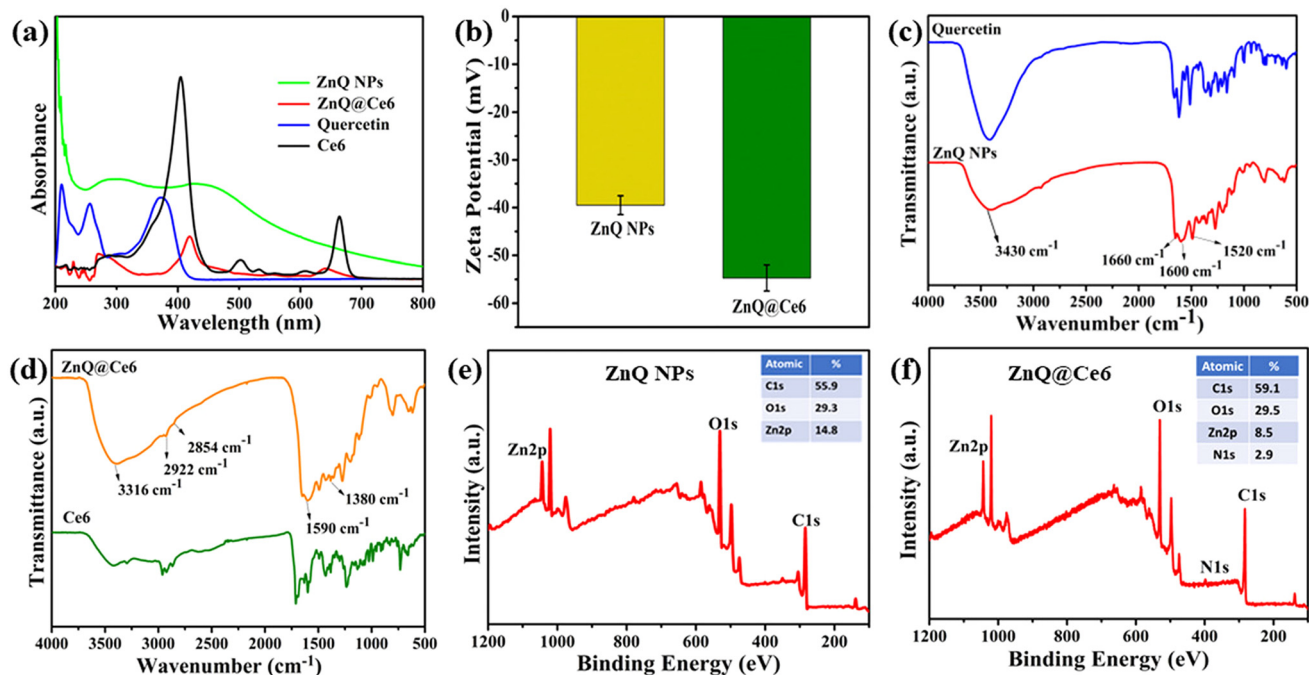 (a)
ZnQ NPs
ZnQ@Ce6
Quercetin
Ce6
Absorbance
200 300 400 500 600 700 800
Wavelength (nm)
(b)
0
-10
-20
-30
-40
-50
-60
Zeta Potential (mV)
ZnQ NPs
ZnQ@Ce6
(c)
Quercetin
ZnQ NPs
3430 cm-1
1660 cm-1
1600 cm-1
1520 cm-1
Transmittance (a.u.)
4000 3500 3000 2500 2000 1500 1000 500
Wavenumber (cm-1)
(d)
ZnQ@Ce6
2854 cm-1
2922 cm-1
3316 cm-1
1380 cm-1
1590 cm-1
Ce6
Transmittance (a.u.)
4000 3500 3000 2500 2000 1500 1000 500
Wavenumber (cm-1)
(e)
ZnQ NPs
Atomic %
C1s 55.9
O1s 29.3
Zn2p 14.8
Zn2p
O1s
C1s
Intensity (a.u.)
1200 1000 800 600 400 200
Binding Energy (eV)
(f)
ZnQ@Ce6
Atomic %
C1s 59.1
O1s 29.5
Zn2p 8.5
N1s 2.9
Zn2p
O1s
C1s
N1s
Intensity (a.u.)
1200 1000 800 600 400 200
Binding Energy (eV)